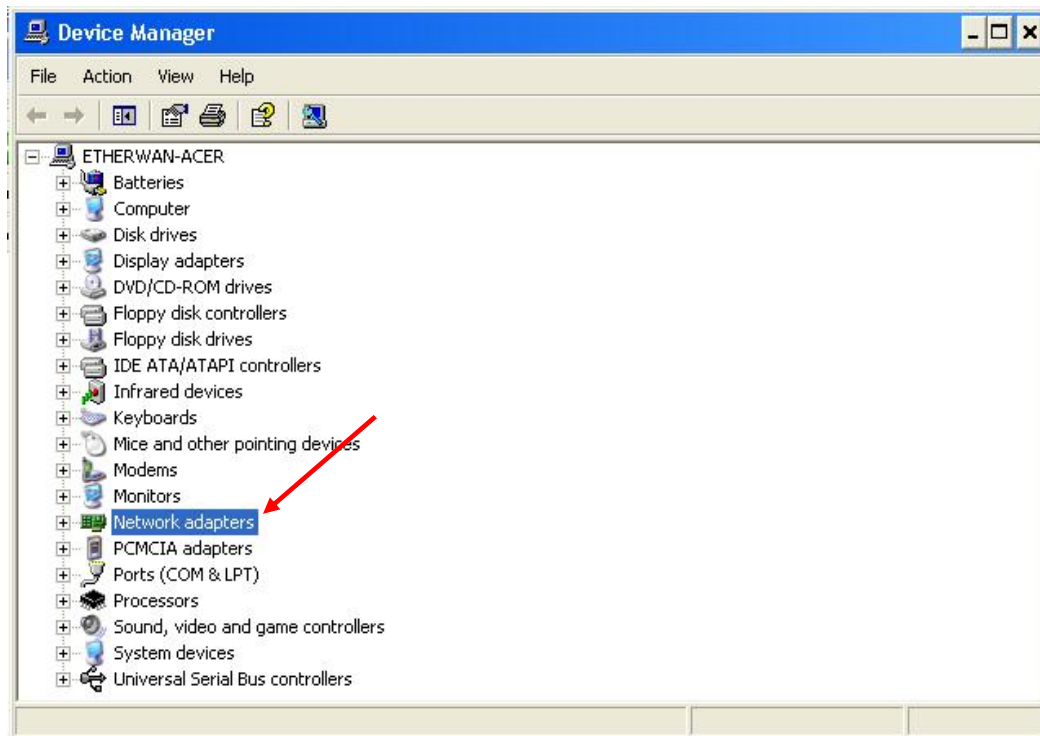 Device Manager
File Action View Help
ETHERWAN-ACER
Batteries
Computer
Disk drives
Display adapters
DVD/CD-ROM drives
Floppy disk controllers
Floppy disk drives
IDE ATA/ATAPI controllers
Infrared devices
Keyboards
Mice and other pointing devices
Modems
Monitors
Network adapters
PCMCIA adapters
Ports (COM & LPT)
Processors
Sound, video and game controllers
System devices
Universal Serial Bus controllers